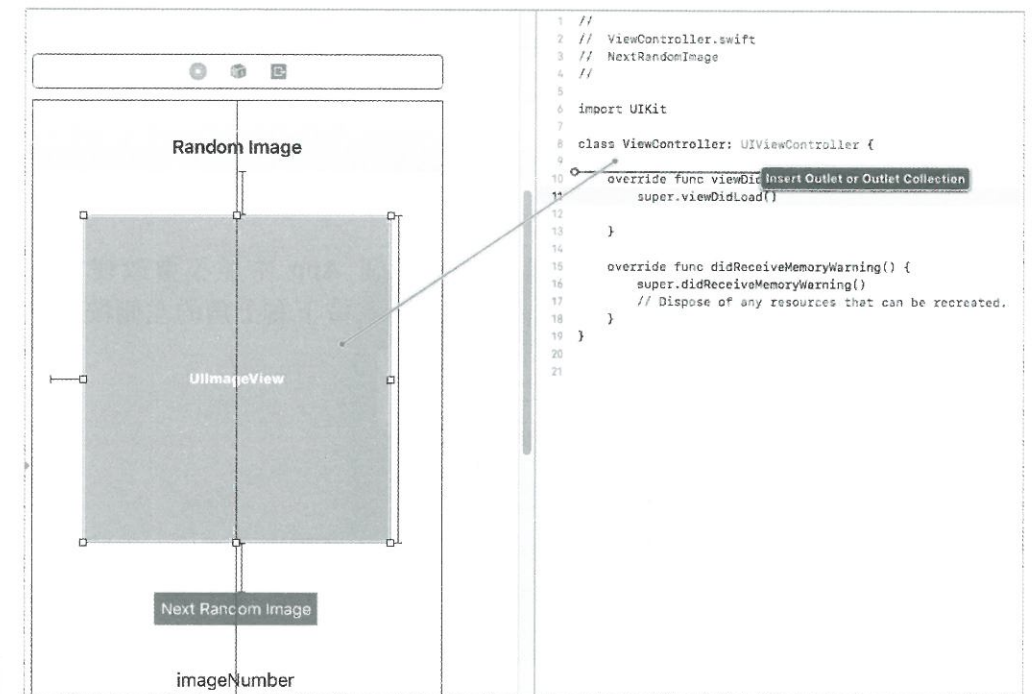 Random Image
UIImageView
Next Random Image
imageNumber
1 //
2 //  ViewController.swift
3 //  NextRandomImage
4 //
5
6 import UIKit
7
8 class ViewController: UIViewController {
9
10     override func viewDid
Insert Outlet or Outlet Collection
11         super.viewDidLoad()
12
13     }
14
15     override func didReceiveMemoryWarning() {
16         super.didReceiveMemoryWarning()
17         // Dispose of any resources that can be recreated.
18     }
19 }
20
21